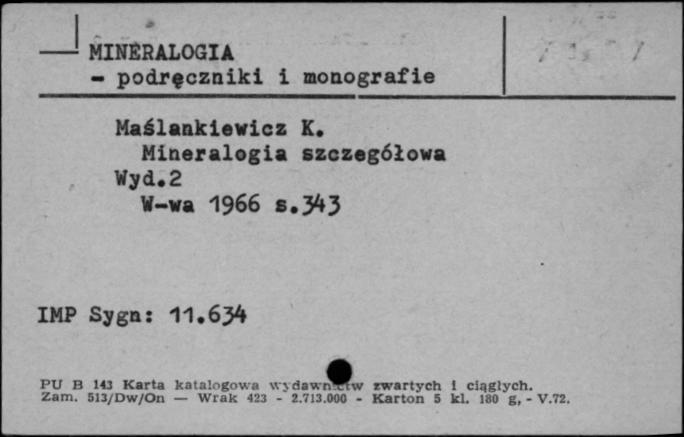 MINERALOGIA
- podręczniki i monografie
Maślankiewicz K.
Mineralogia szczegółowa
Wyd.2
W-wa 1966 s.343
IMP Sygn: 11.634
PU B 143 Karta katalogowa wydawnictw zwartych i ciągłych.
Zam. 513/Dw/On — Wrak 423 - 2.713.000 - Karton 5 kl. 180 g, - V.72.